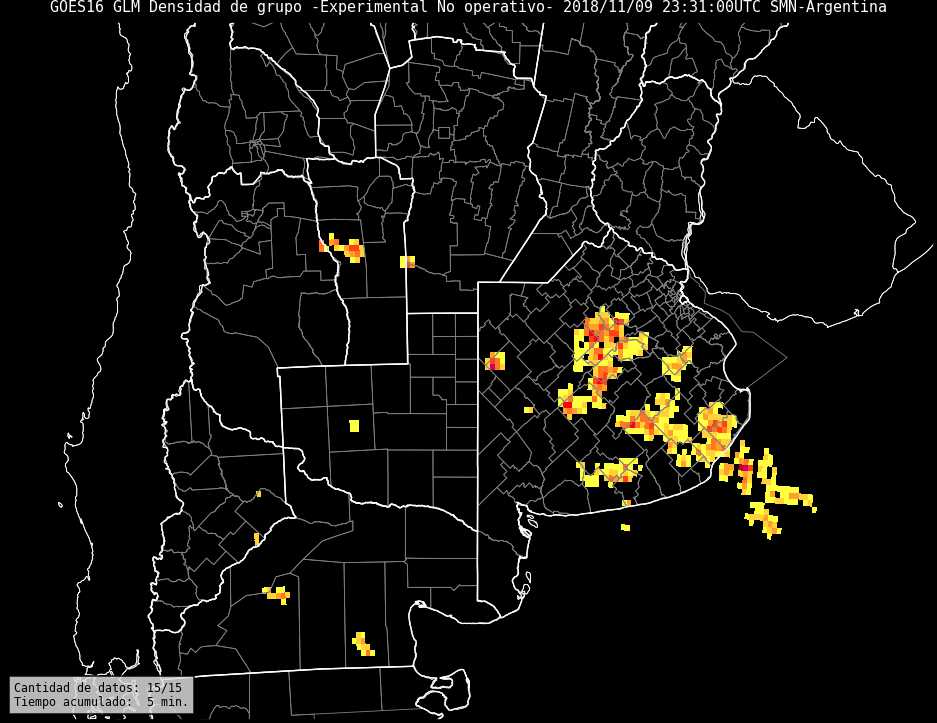 GOES16 GLM Densidad de grupo -Experimental No operativo- 2018/11/09 23:31:00UTC SMN-Argentina
Cantidad de datos: 15/15
Tiempo acumulado:  5 min.